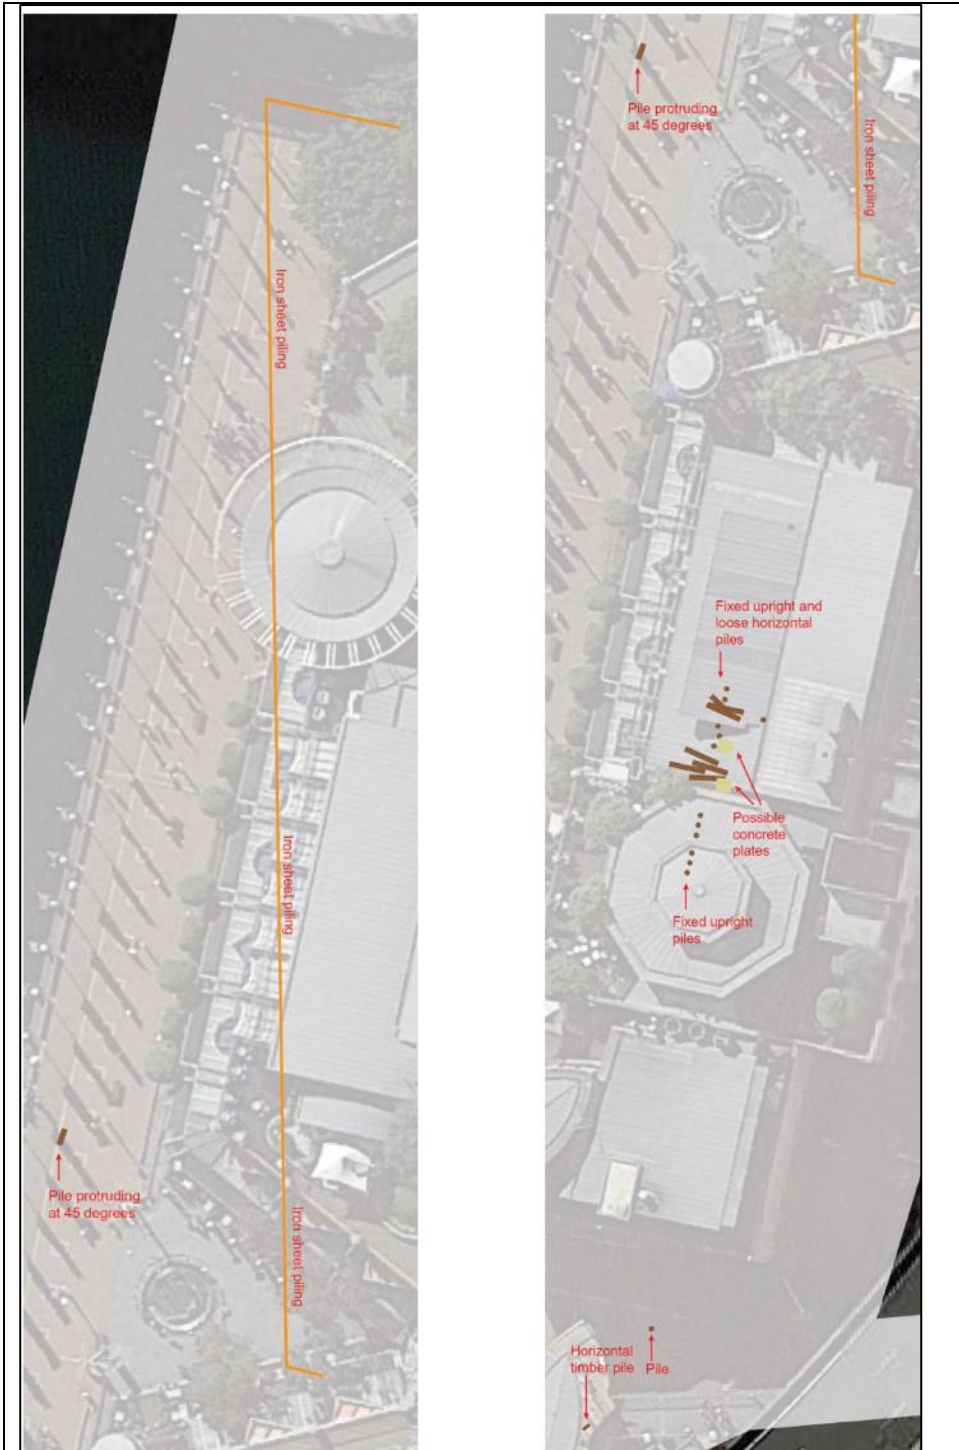 Iron sheet piling
Iron sheet piling
Pile protruding
at 45 degrees
Iron sheet piling
Pile protruding
at 45 degrees
Iron sheet piling
Fixed upright and
loose horizontal
piles
Possible
concrete
plates
Fixed upright
piles
Horizontal
timber pile
Pile